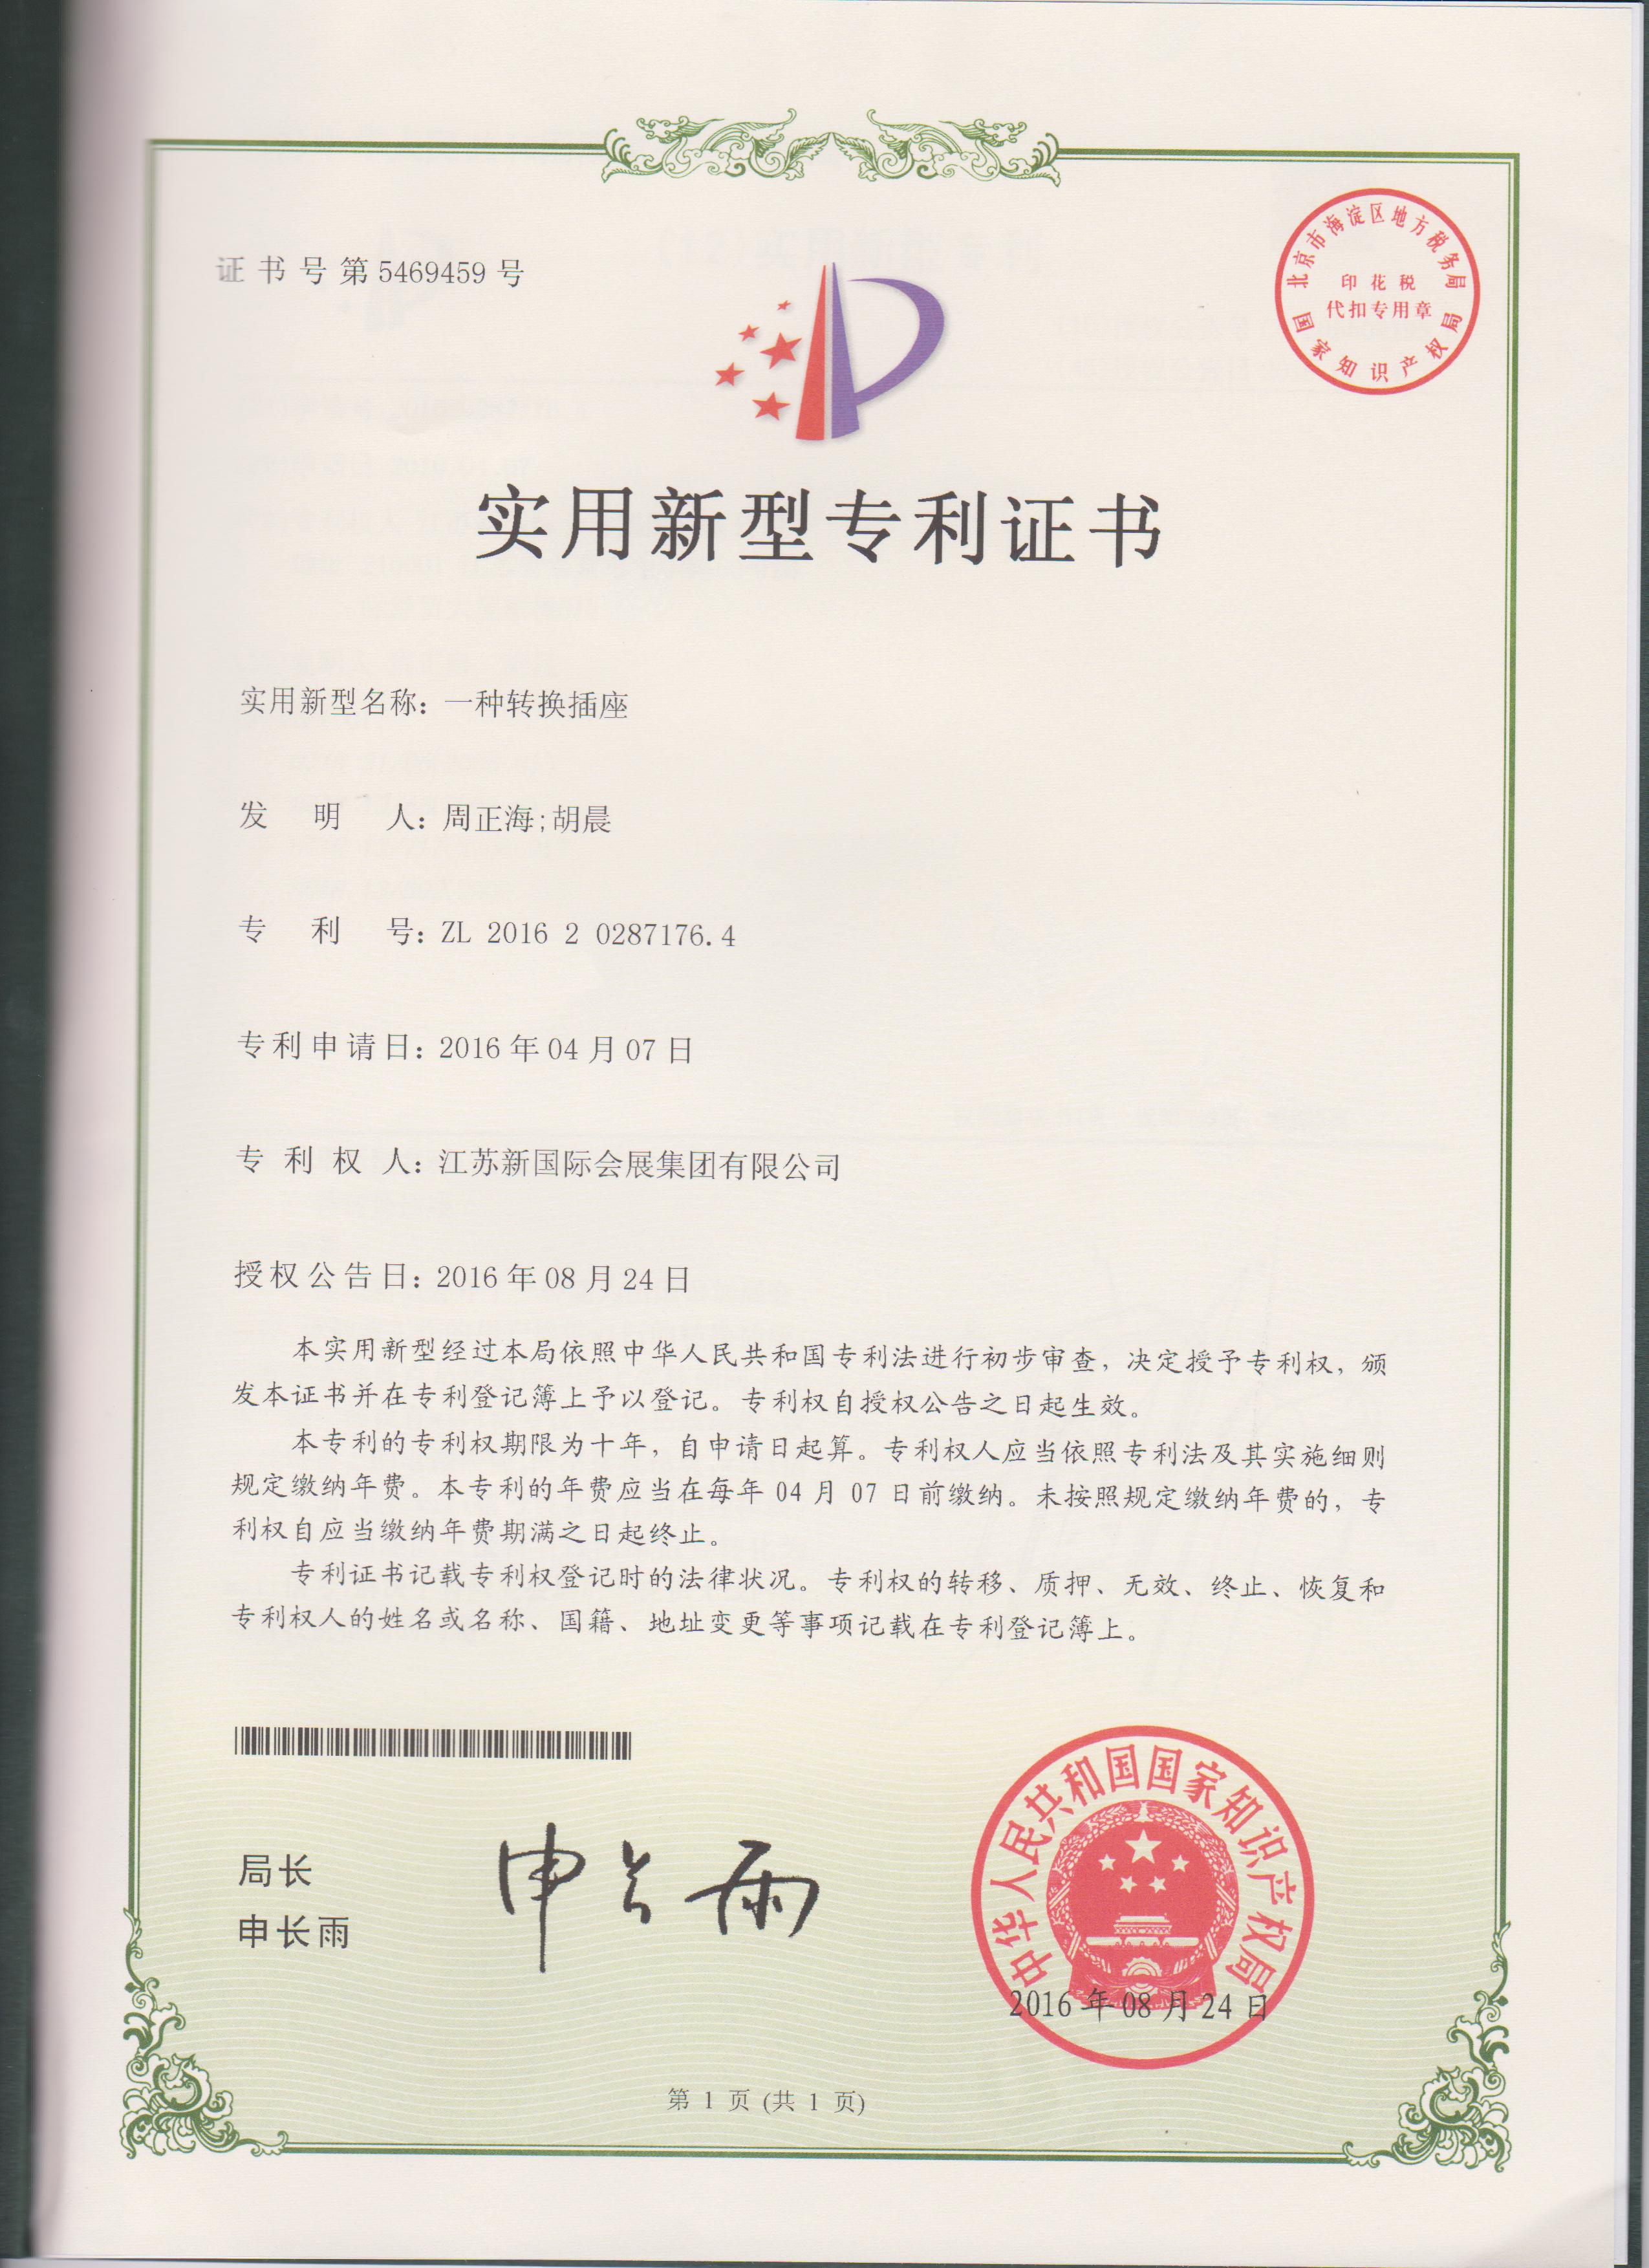 证书号第5469459号
北京市海淀区地方税务局
印花税
代扣专用章
国家知识产权局
实用新型专利证书
实用新型名称：一种转换插座
发明人：周正海;胡晨
专利号：ZL 2016 2 0287176.4
专利申请日：2016年04月07日
专利权人：江苏新国际会展集团有限公司
授权公告日：2016年08月24日
本实用新型经过本局依照中华人民共和国专利法进行初步审查，决定授予专利权，颁
发本证书并在专利登记簿上予以登记。专利权自授权公告之日起生效。
本专利的专利权期限为十年，自申请日起算。专利权人应当依照专利法及其实施细则
规定缴纳年费。本专利的年费应当在每年04月07日前缴纳。未按照规定缴纳年费的，专
利权自应当缴纳年费期满之日起终止。
专利证书记载专利权登记时的法律状况。专利权的转移、质押、无效、终止、恢复和
专利权人的姓名或名称、国籍、地址变更等事项记载在专利登记簿上。
局长
申长雨
申长雨
中华人民共和国国家知识产权局
2016年08月24日
第 1 页 (共 1 页)